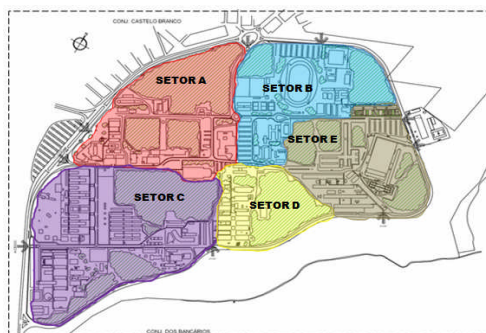 CONJ. CASTELO BRANCO
SETOR A
SETOR B
SETOR E
SETOR C
SETOR D
CONJ. DOS BANCÁRIOS